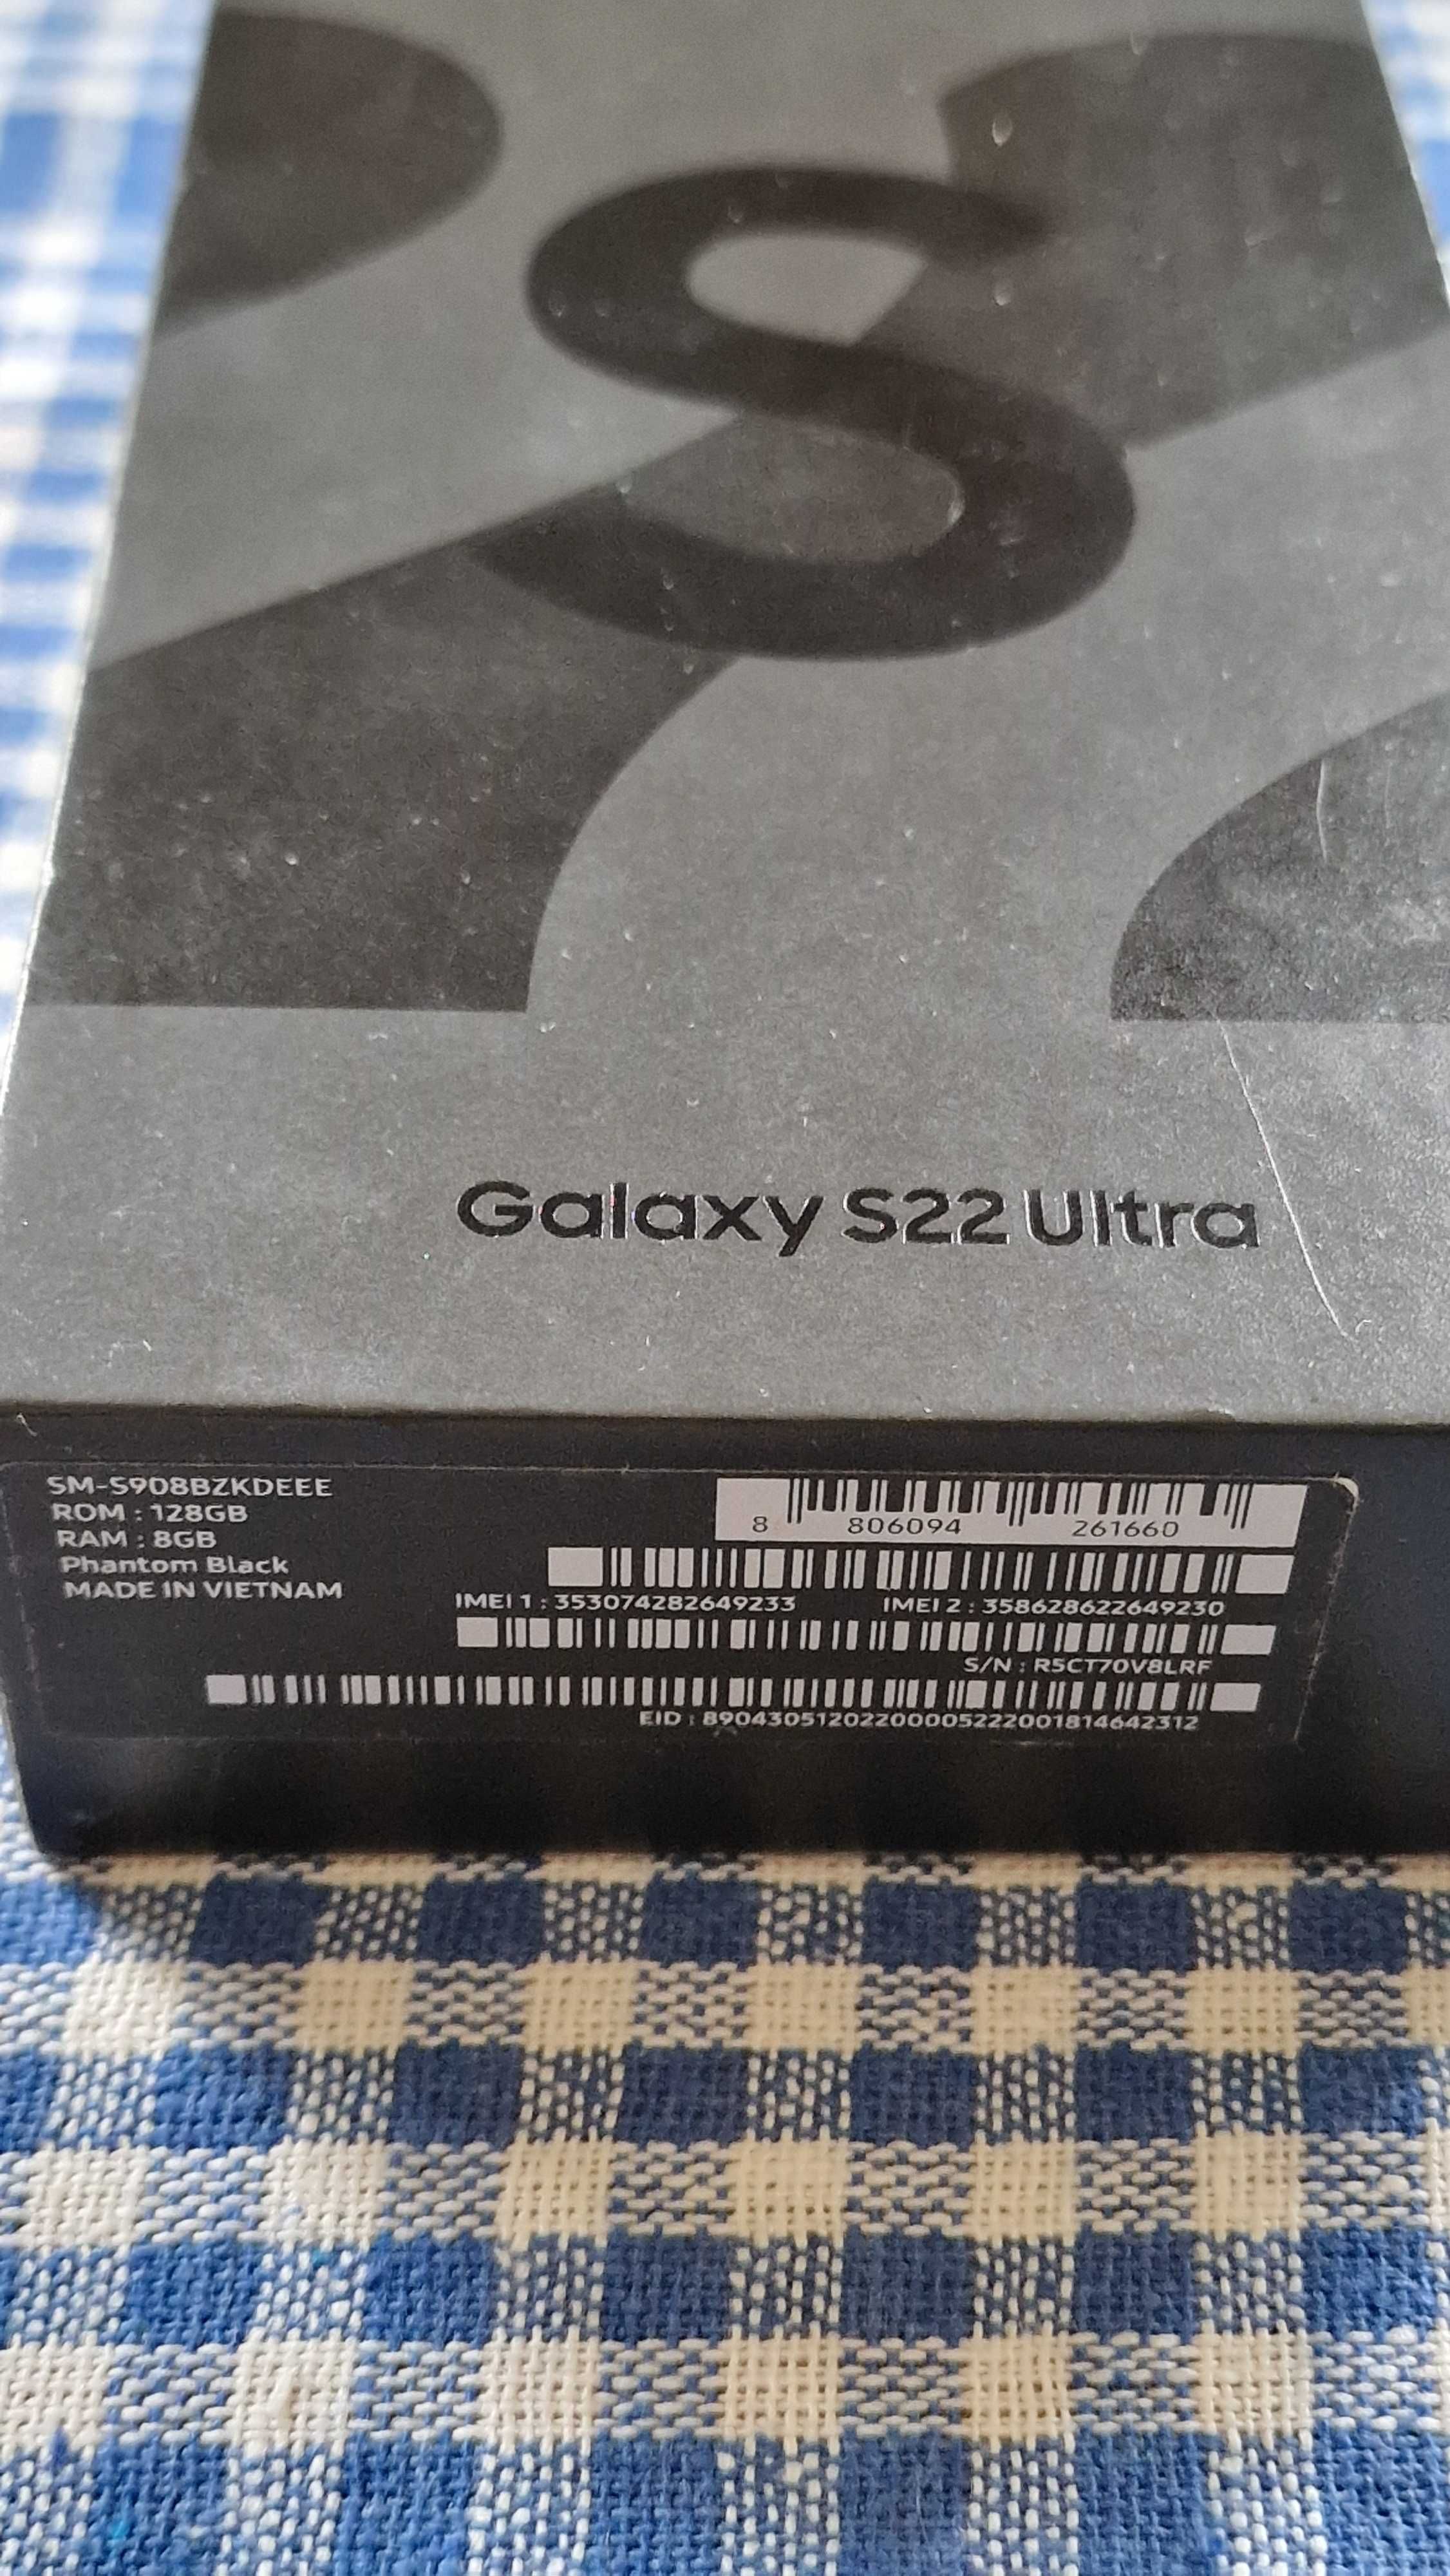 S
Galaxy S22 Ultra
SM-S908BZKDEEE
ROM : 128GB
RAM : 8GB
Phantom Black
MADE IN VIETNAM
8 806094 261660
IMEI 1 : 353074282649233 IMEI 2 : 358628622649230
S/N : R5CT70V8LRF
EID : 89043051202200005222001814642312